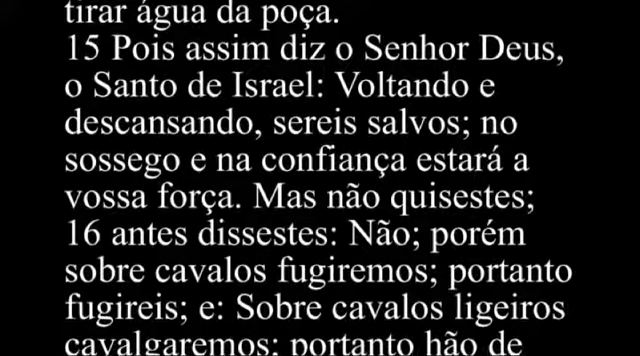 tirar água da poça.
15 Pois assim diz o Senhor Deus,
o Santo de Israel: Voltando e
descansando, sereis salvos; no
sossego e na confiança estará a
vossa força. Mas não quisestes;
16 antes dissestes: Não; porém
sobre cavalos fugiremos; portanto
fugireis; e: Sobre cavalos ligeiros
cavalgaremos; portanto hão de